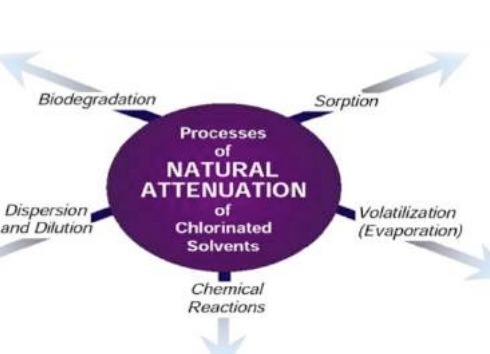 Biodegradation
Sorption
Processes
of
NATURAL
ATTENUATION
of
Chlorinated
Solvents
Dispersion
and Dilution
Volatilization
(Evaporation)
Chemical
Reactions